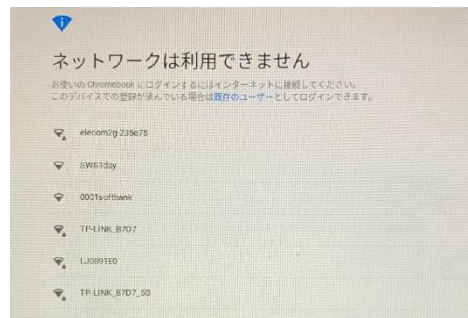 ネットワークは利用できません
お使いの Chromebook にログインするにはインターネットに接続してください。
このデバイスでの登録が済んでいる場合は既存のユーザーとしてログインできます。
elecom2g-235e75
SWS1day
0001softbank
TP-LINK_B7D7
LJ0891E0
TP-LINK_B7D7_5G